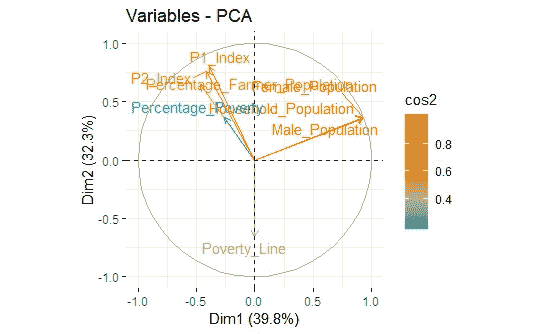 Variables - PCA
1.0
P1_Index
P2_Index
Percentage_Farmer_Population
Female_Population
cos2
0.5
Percentage_Poverty
Household_Population
Male_Population
0.8
0.6
0.4
0.0
Dim2 (32.3%)
-0.5
Poverty_Line
-1.0
-1.0
-0.5
0.0
0.5
1.0
Dim1 (39.8%)